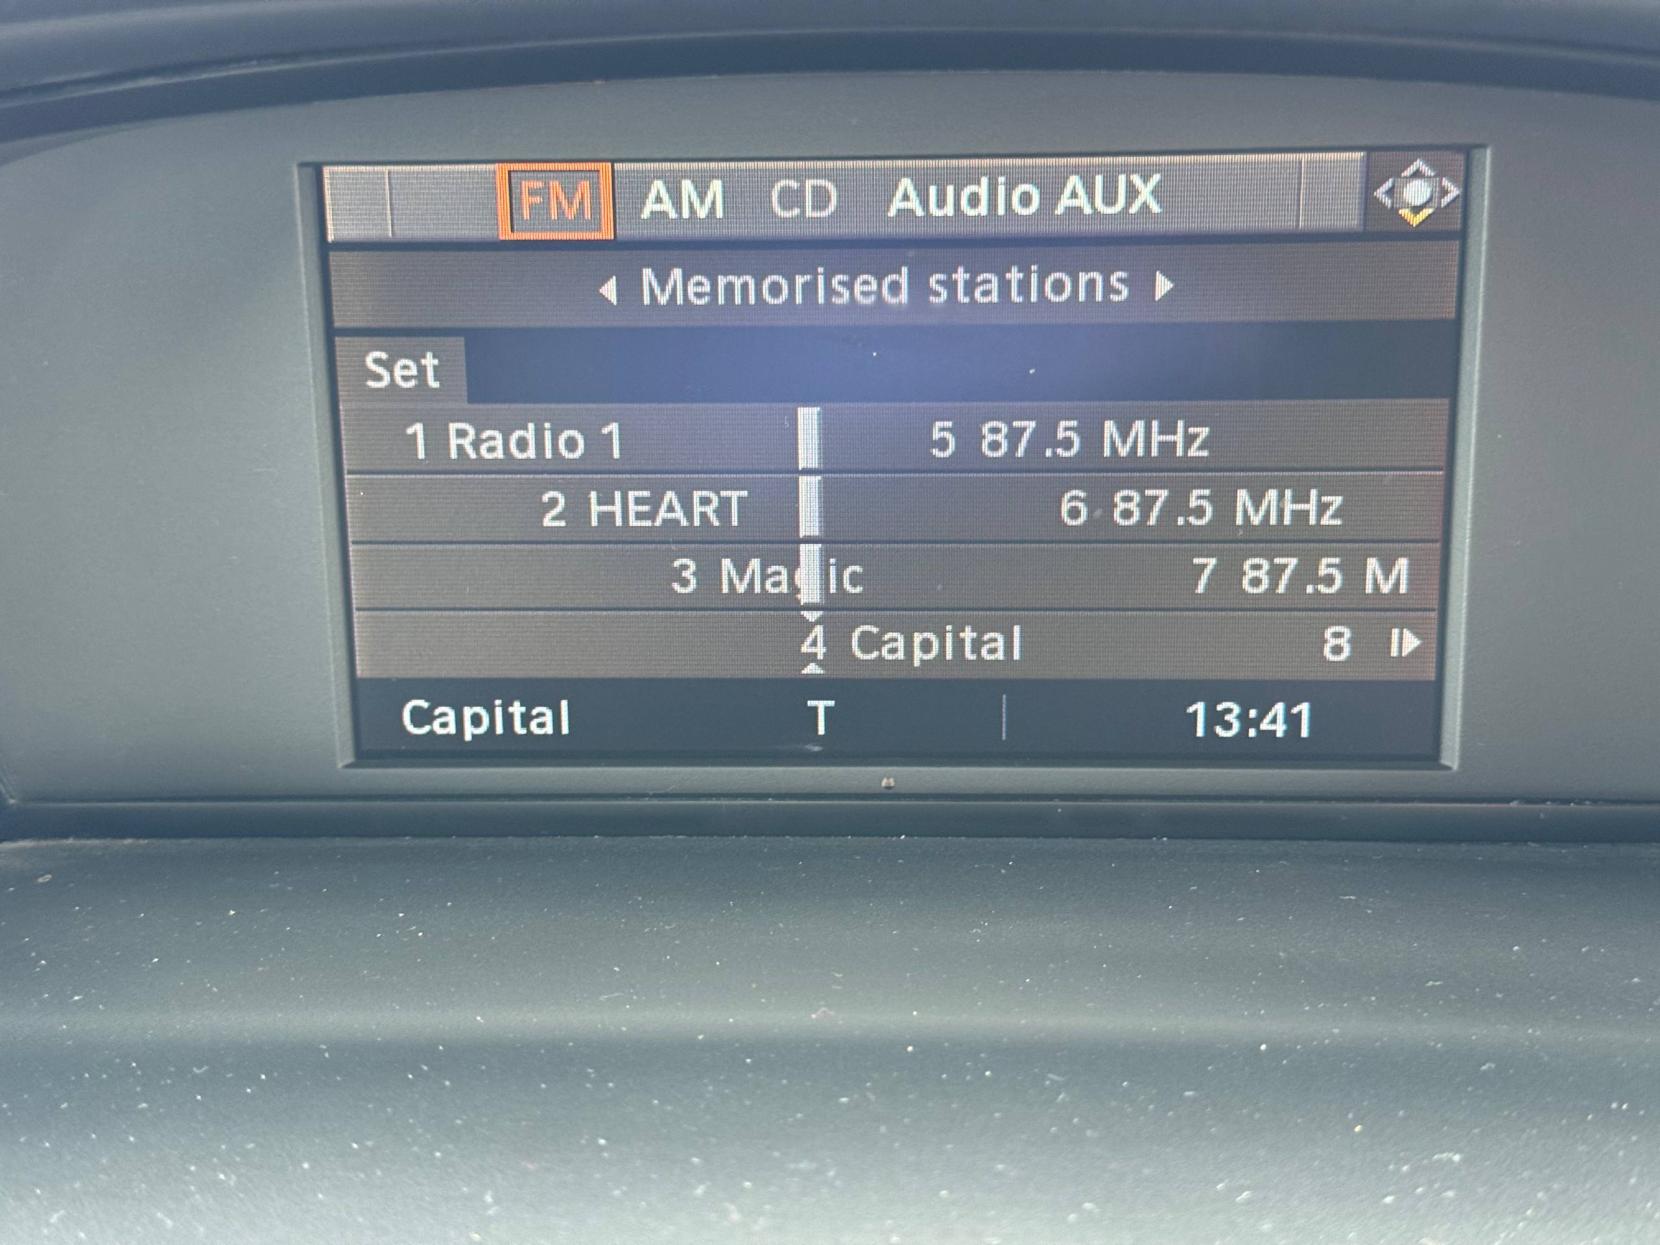 FM AM CD Audio AUX
Memorised stations
Set
1 Radio 1 5 87.5 MHz
2 HEART 6 87.5 MHz
3 Magic 7 87.5 M
4 Capital 8
Capital T 13:41